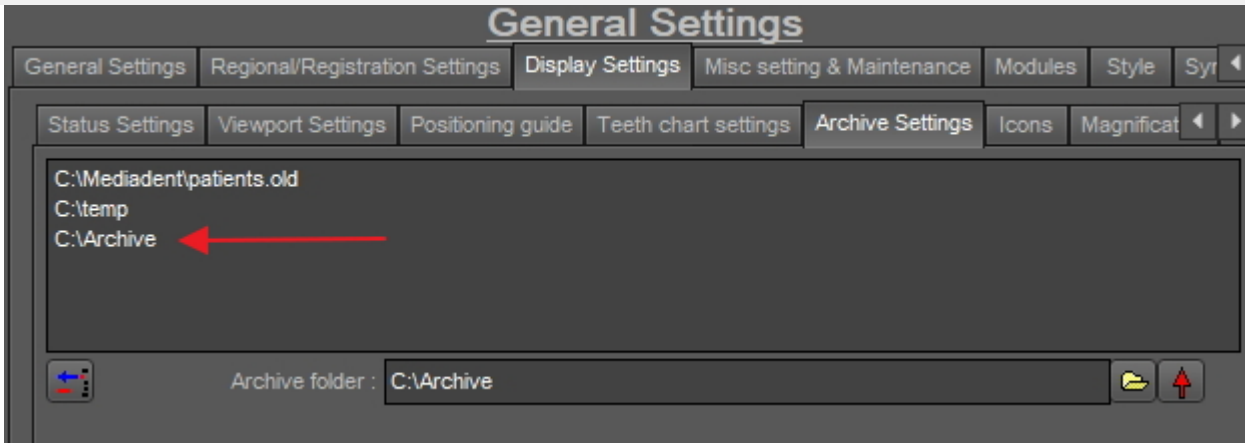 General Settings
General Settings Regional/Registration Settings Display Settings Misc setting & Maintenance Modules Style
Status Settings Viewport Settings Positioning guide Teeth chart settings Archive Settings Icons Magnificat
C:\Mediadent\patients.old
C:\temp
C:\Archive
Archive folder : C:\Archive